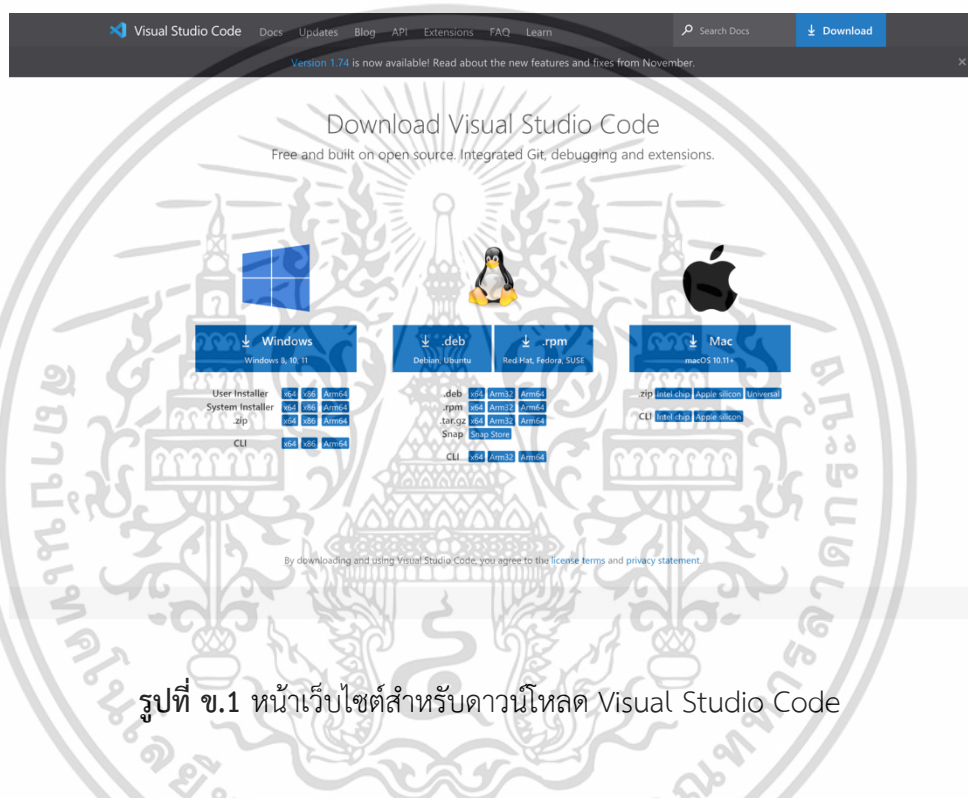 Visual Studio Code Docs Updates Blog API Extensions FAQ Learn Search Docs Download
Version 1.74 is now available! Read about the new features and fixes from November.
Download Visual Studio Code
Free and built on open source. Integrated Git, debugging and extensions.
Windows
Windows 8, 10, 11
User Installer x64 x86 Arm64
System Installer x64 x86 Arm64
.zip x64 x86 Arm64
CLI x64 x86 Arm64
.deb
Debian, Ubuntu
.rpm
Red Hat, Fedora, SUSE
.deb x64 Arm32 Arm64
.rpm x64 Arm32 Arm64
.tar.gz x64 Arm32 Arm64
Snap Snap Store
CLI x64 Arm32 Arm64
Mac
macOS 10.11+
.zip Intel chip Apple silicon Universal
CLI Intel chip Apple silicon
By downloading and using Visual Studio Code, you agree to the license terms and privacy statement.
รูปที่ ข.1 หน้าเว็บไซต์สำหรับดาวน์โหลด Visual Studio Code